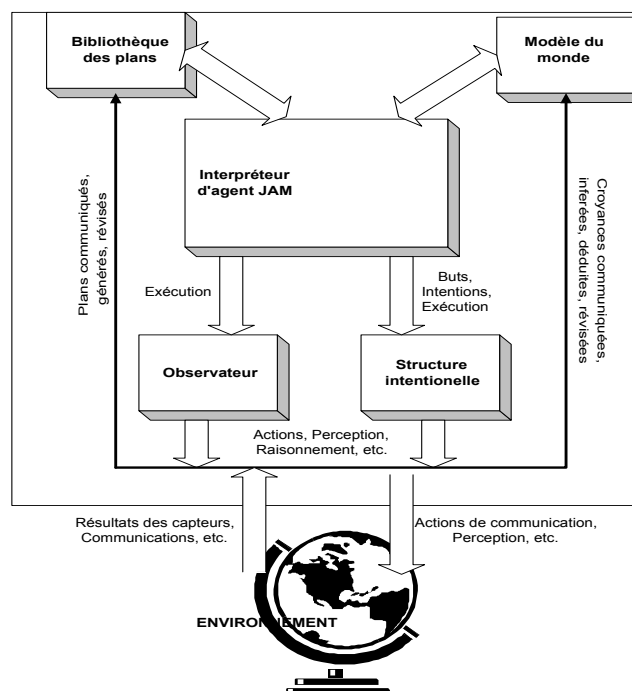 Bibliothèque
des plans
Modèle du
monde
Interpréteur
d'agent JAM
Plans communiqués,
générés, révisés
Croyances communiquées,
inferées, déduites, révisées
Exécution
Buts,
Intentions,
Exécution
Observateur
Structure
intentionelle
Actions, Perception,
Raisonnement, etc.
Résultats des capteurs,
Communications, etc.
Actions de communication,
Perception, etc.
ENVIRONNEMENT